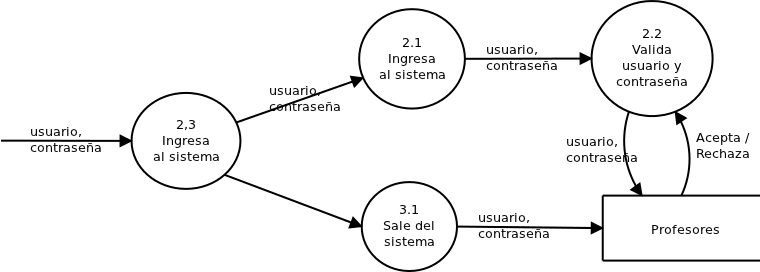 usuario,
contraseña
2,3
Ingresa
al sistema
usuario,
contraseña
2.1
Ingresa
al sistema
usuario,
contraseña
2.2
Valida
usuario y
contraseña
usuario,
contraseña
Acepta /
Rechaza
3.1
Sale del
sistema
usuario,
contraseña
Profesores